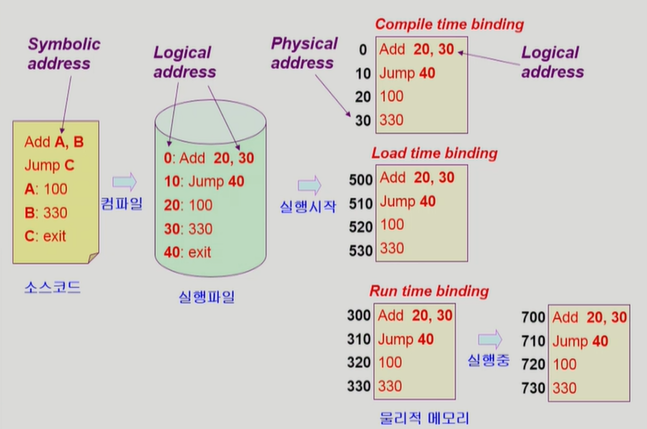 Symbolic
address
Add A, B
Jump C
A: 100
B: 330
C: exit
소스코드
컴파일
Logical
address
0: Add 20, 30
10: Jump 40
20: 100
30: 330
40: exit
실행파일
실행시작
Physical
address
Compile time binding
0 Add 20, 30
10 Jump 40
20 100
30 330
Logical
address
Load time binding
500 Add 20, 30
510 Jump 40
520 100
530 330
Run time binding
300 Add 20, 30
310 Jump 40
320 100
330 330
실행중
700 Add 20, 30
710 Jump 40
720 100
730 330
물리적 메모리